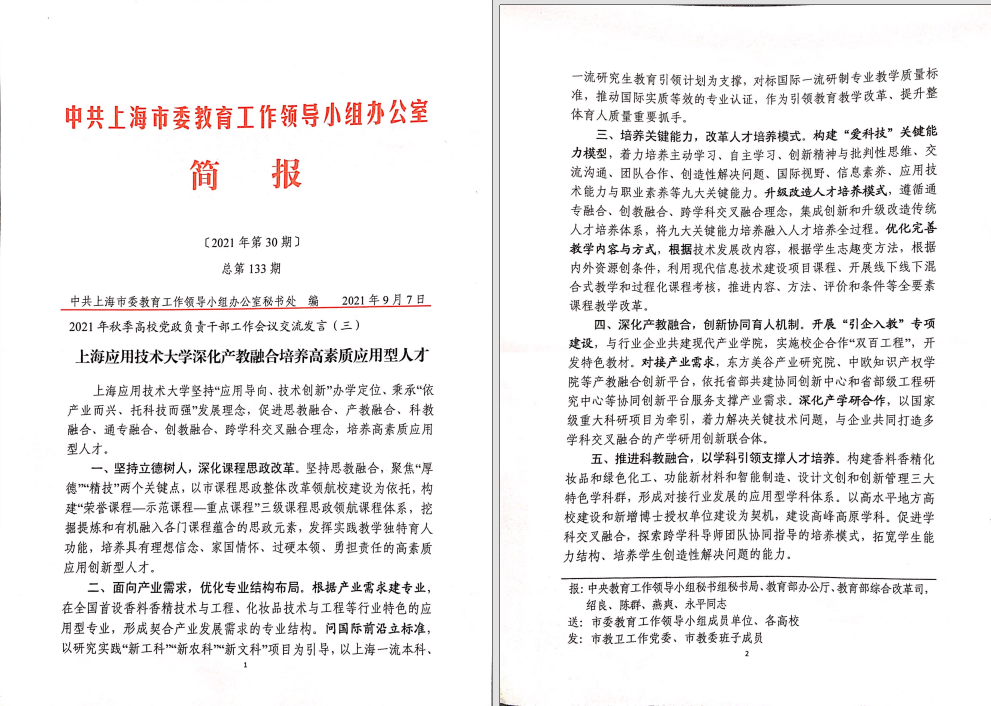 中共上海市委教育工作领导小组办公室
简 报
〔2021 年第 30 期〕
总第 133 期
中共上海市委教育工作领导小组办公室秘书处 编 2021 年 9 月 7 日
2021 年秋季高校党政负责干部工作会议交流发言（三）
上海应用技术大学深化产教融合培养高素质应用型人才
上海应用技术大学坚持“应用导向、技术创新”办学定位、秉承“依
产业而兴、托科技而强”发展理念，促进思教融合、产教融合、科教
融合、通专融合、创教融合、跨学科交叉融合理念，培养高素质应用
型人才。
一、坚持立德树人，深化课程思政改革。坚持思教融合，聚焦“厚
德”“精技”两个关键点，以市课程思政整体改革领航校建设为依托，构
建“荣誉课程—示范课程—重点课程”三级课程思政领航课程体系，挖
掘提炼和有机融入各门课程蕴含的思政元素，发挥实践教学独特育人
功能，培养具有理想信念、家国情怀、过硬本领、勇担责任的高素质
应用创新型人才。
二、面向产业需求，优化专业结构布局。根据产业需求建专业，
在全国首设香料香精技术与工程、化妆品技术与工程等行业特色的应
用型专业，形成契合产业发展需求的专业结构。问国际前沿立标准，
以研究实践“新工科”“新农科”“新文科”项目为引导，以上海一流本科、
1
一流研究生教育引领计划为支撑，对标国际一流研制专业教学质量标
准，推动国际实质等效的专业认证，作为引领教育教学改革、提升整
体育人质量重要抓手。
三、培养关键能力，改革人才培养模式。构建“爱科技”关键能
力模型，着力培养主动学习、自主学习、创新精神与批判性思维、交
流沟通、团队合作、创造性解决问题、国际视野、信息素养、应用技
术能力与职业素养等九大关键能力。升级改造人才培养模式，遵循通
专融合、创教融合、跨学科交叉融合理念，集成创新和升级改造传统
人才培养体系，将九大关键能力培养融入人才培养全过程。优化完善
教学内容与方式，根据技术发展改内容，根据学生志趣变方法，根据
内外资源创条件，利用现代信息技术建设项目课程、开展线下线下混
合式教学和过程化课程考核，推进内容、方法、评价和条件等全要素
课程教学改革。
四、深化产教融合，创新协同育人机制。开展“引企入教”专项
建设，与行业企业共建现代产业学院，实施校企合作“双百工程”，开
发特色教材。对接产业需求，东方美谷产业研究院、中欧知识产权学
院等产教融合创新平台，依托省部共建协同创新中心和省部级工程研
究中心等协同创新平台服务支撑产业需求。深化产学研合作，以国家
级重大科研项目为牵引，着力解决关键技术问题，与企业共同打造多
学科交叉融合的产学研用创新联合体。
五、推进科教融合，以学科引领支撑人才培养。构建香料香精化
妆品和绿色化工、功能新材料和智能制造、设计文创和创新管理三大
特色学科群，形成对接行业发展的应用型学科体系。以高水平地方高
校建设和新增博士授权单位建设为契机，建设高峰高原学科。促进学
科交叉融合，探索跨学科导师团队协同指导的培养模式，拓宽学生能
力结构、培养学生创造性解决问题的能力。
报：中央教育工作领导小组秘书组秘书局、教育部办公厅、教育部综合改革司，
绍良、陈群、燕爽、永平同志
送：市委教育工作领导小组成员单位、各高校
发：市教卫工作党委、市教委班子成员
2